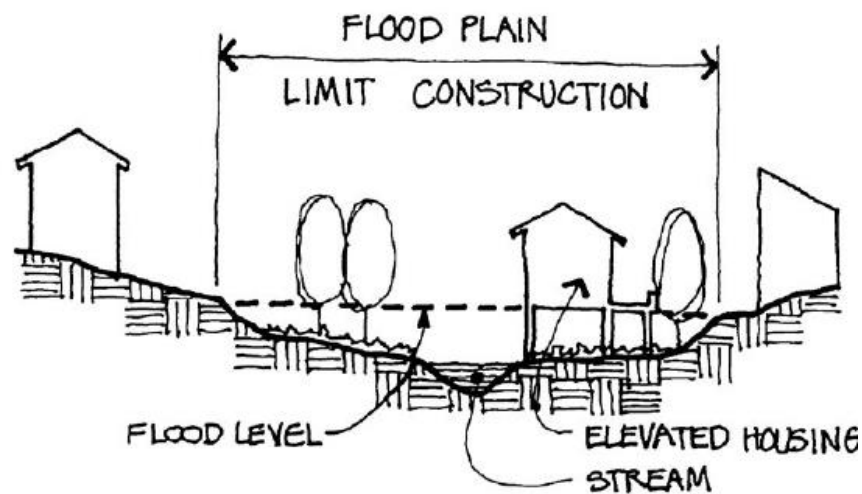 FLOOD PLAIN
LIMIT CONSTRUCTION
FLOOD LEVEL
ELEVATED HOUSING
STREAM